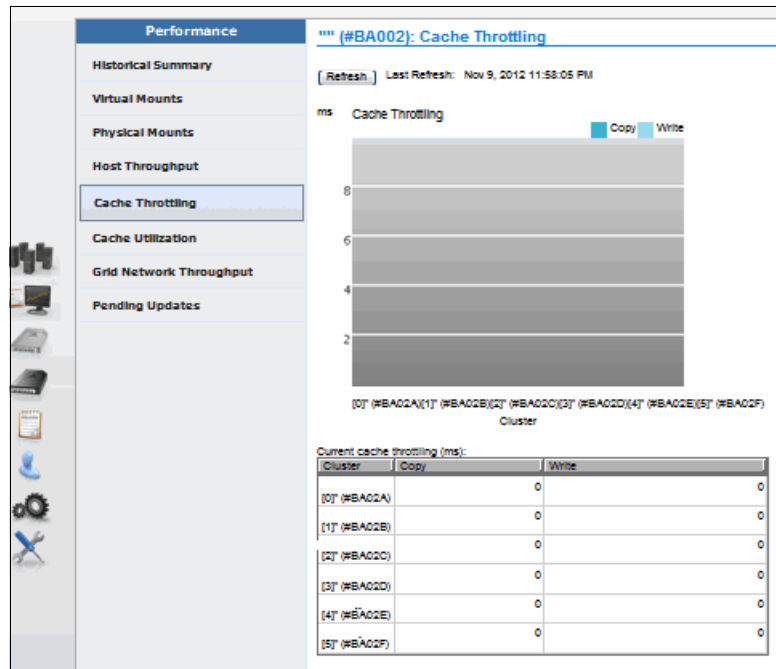 Performance
Historical Summary
Virtual Mounts
Physical Mounts
Host Throughput
Cache Throttling
Cache Utilization
Grid Network Throughput
Pending Updates
"" (#BA002): Cache Throttling
Refresh Last Refresh: Nov 9, 2012 11:58:05 PM
ms Cache Throttling
Copy Write
8
6
4
2
[0]" (#BA02A)[1]" (#BA02B)[2]" (#BA02C)[3]" (#BA02D)[4]" (#BA02E)[5]" (#BA02F)
Cluster
Current cache throttling (ms):
Cluster Copy Write
[0]" (#BA02A) 0 0
[1]" (#BA02B) 0 0
[2]" (#BA02C) 0 0
[3]" (#BA02D) 0 0
[4]" (#BA02E) 0 0
[5]" (#BA02F) 0 0